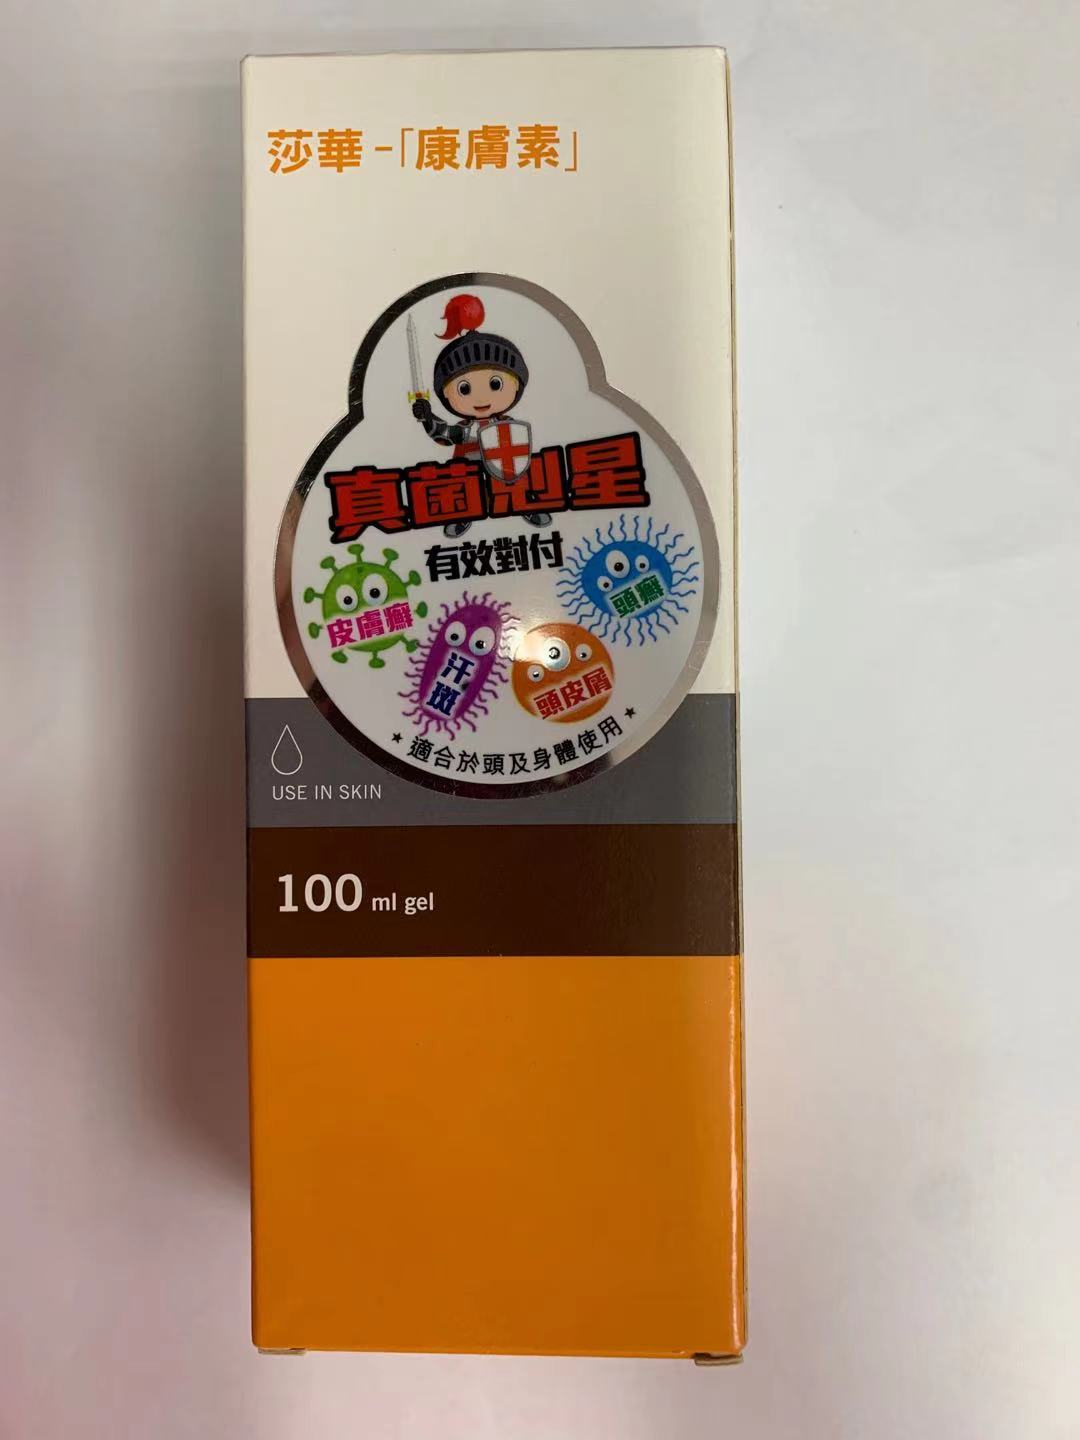 莎華-「康膚素」
真菌剋星
有效對付
皮膚癬
汗斑
頭皮屑
頭癬
★適合於頭及身體使用★
USE IN SKIN
100 ml gel